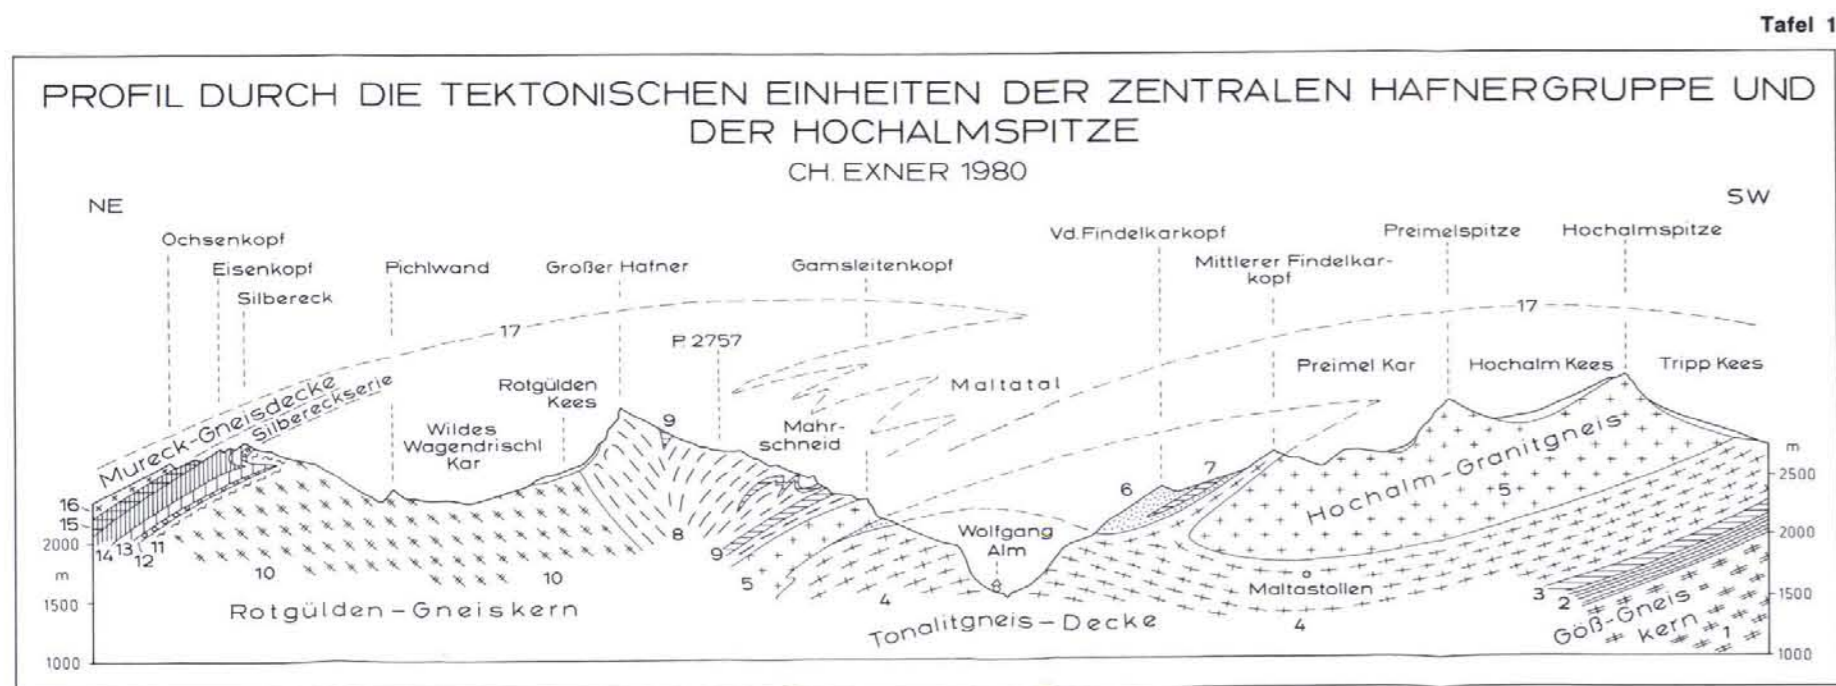 Tafel 1
PROFIL DURCH DIE TEKTONISCHEN EINHEITEN DER ZENTRALEN HAFNERGRUPPE UND
DER HOCHALMSPITZE
CH. EXNER 1980
NE
SW
Ochsenkopf
Eisenkopf
Silbereck
Pichlwand
Großer Hafner
Gamsleitenkopf
Vd. Findelkarkopf
Mittlerer Findelkar-
kopf
Preimelspitze
Hochalmspitze
17
17
P. 2757
Rotgülden
Kees
Maltatal
Preimel Kar
Hochalm Kees
Tripp Kees
Mureck-Gneisdecke
Silbereckserie
Wildes
Wagendrischl
Kar
9
Mahr-
schneid
6
7
Hochalm-Granitgneis
5
m
2500
2000
1500
1000
16
15
14
13
12
11
2000
m
1500
1000
10
10
8
9
5
4
Wolfgang
Alm
Maltastollen
4
3
2
1
Rotgülden-Gneiskern
Tonalitgneis-Decke
Göß-Gneis-
kern